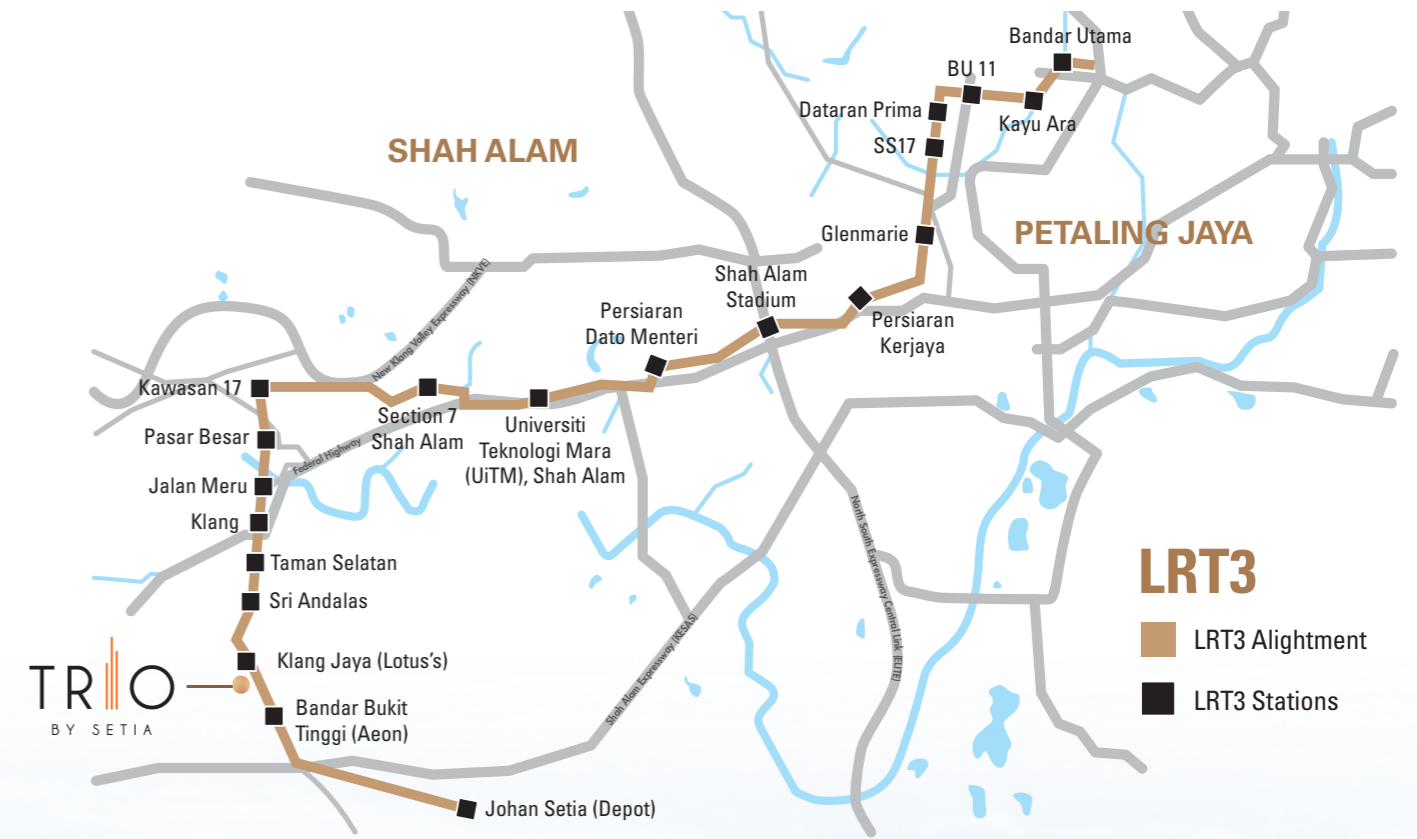 Bandar Utama
BU 11
Dataran Prima
Kayu Ara
SS17
SHAH ALAM
PETALING JAYA
Glenmarie
Shah Alam
Stadium
Persiaran
Dato Menteri
Persiaran
Kerjaya
New Klang Valley Expressway (NKVE)
Kawasan 17
Section 7
Shah Alam
Universiti
Teknologi Mara
(UiTM), Shah Alam
Pasar Besar
Federal Highway
Jalan Meru
Klang
Taman Selatan
Sri Andalas
North South Expressway Central Link (ELITE)
LRT3
LRT3 Alightment
LRT3 Stations
Klang Jaya (Lotus's)
TRIO
BY SETIA
Shah Alam Expressway (KESAS)
Bandar Bukit
Tinggi (Aeon)
Johan Setia (Depot)